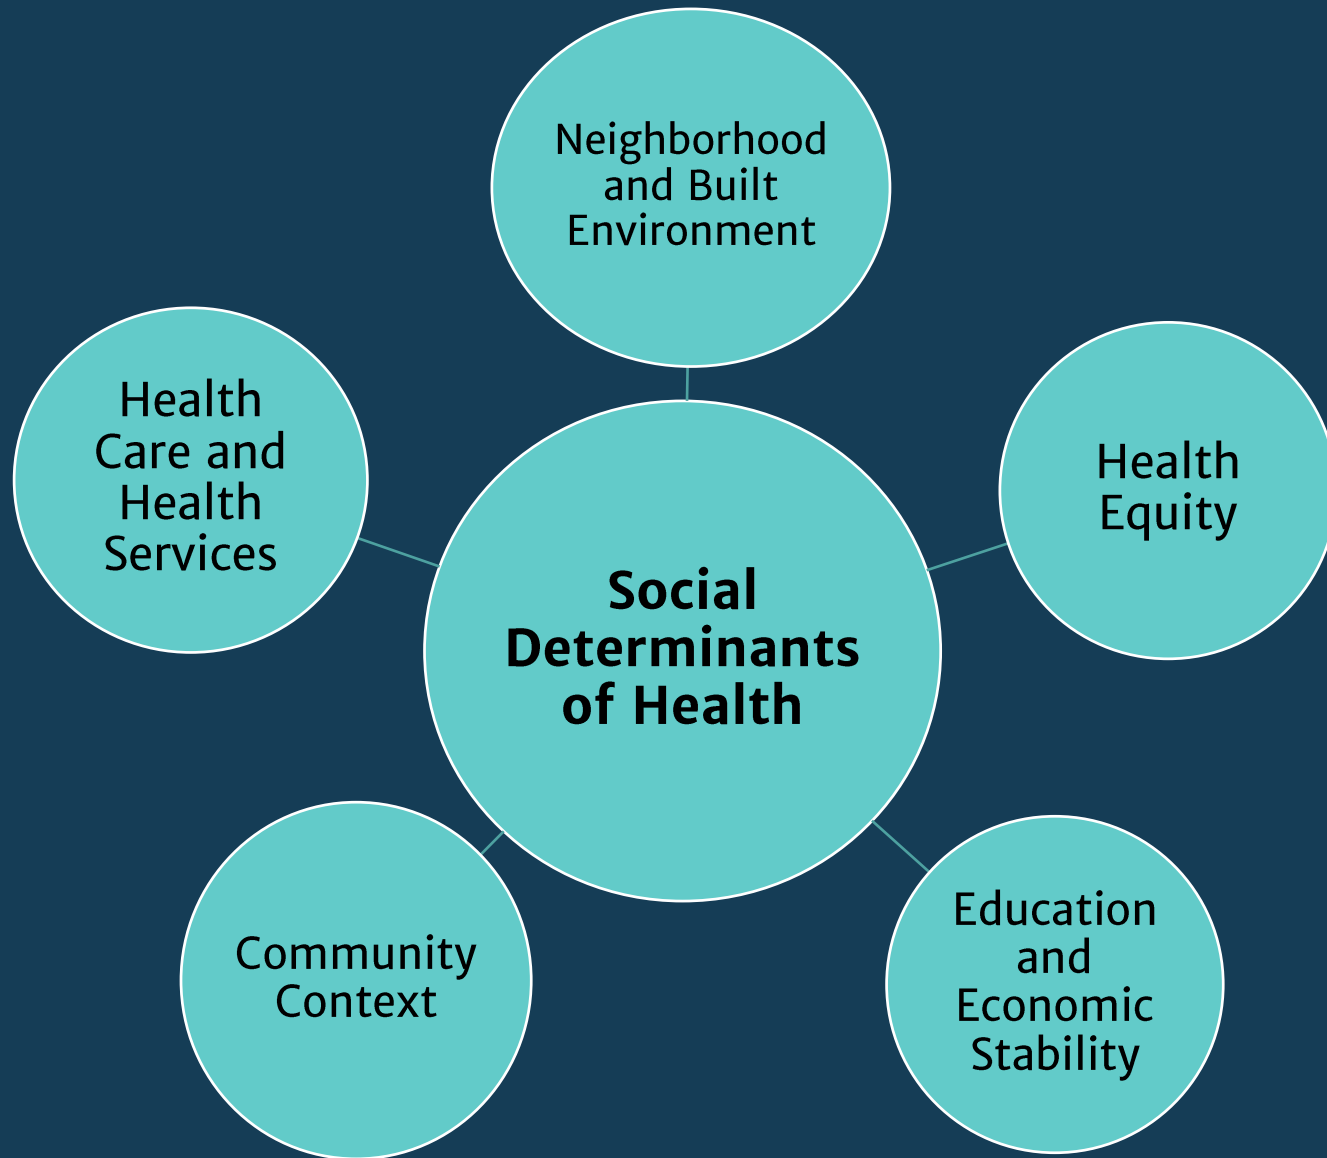 Neighborhood
and Built
Environment
Health
Care and
Health
Services
Health
Equity
Social
Determinants
of Health
Community
Context
Education
and
Economic
Stability